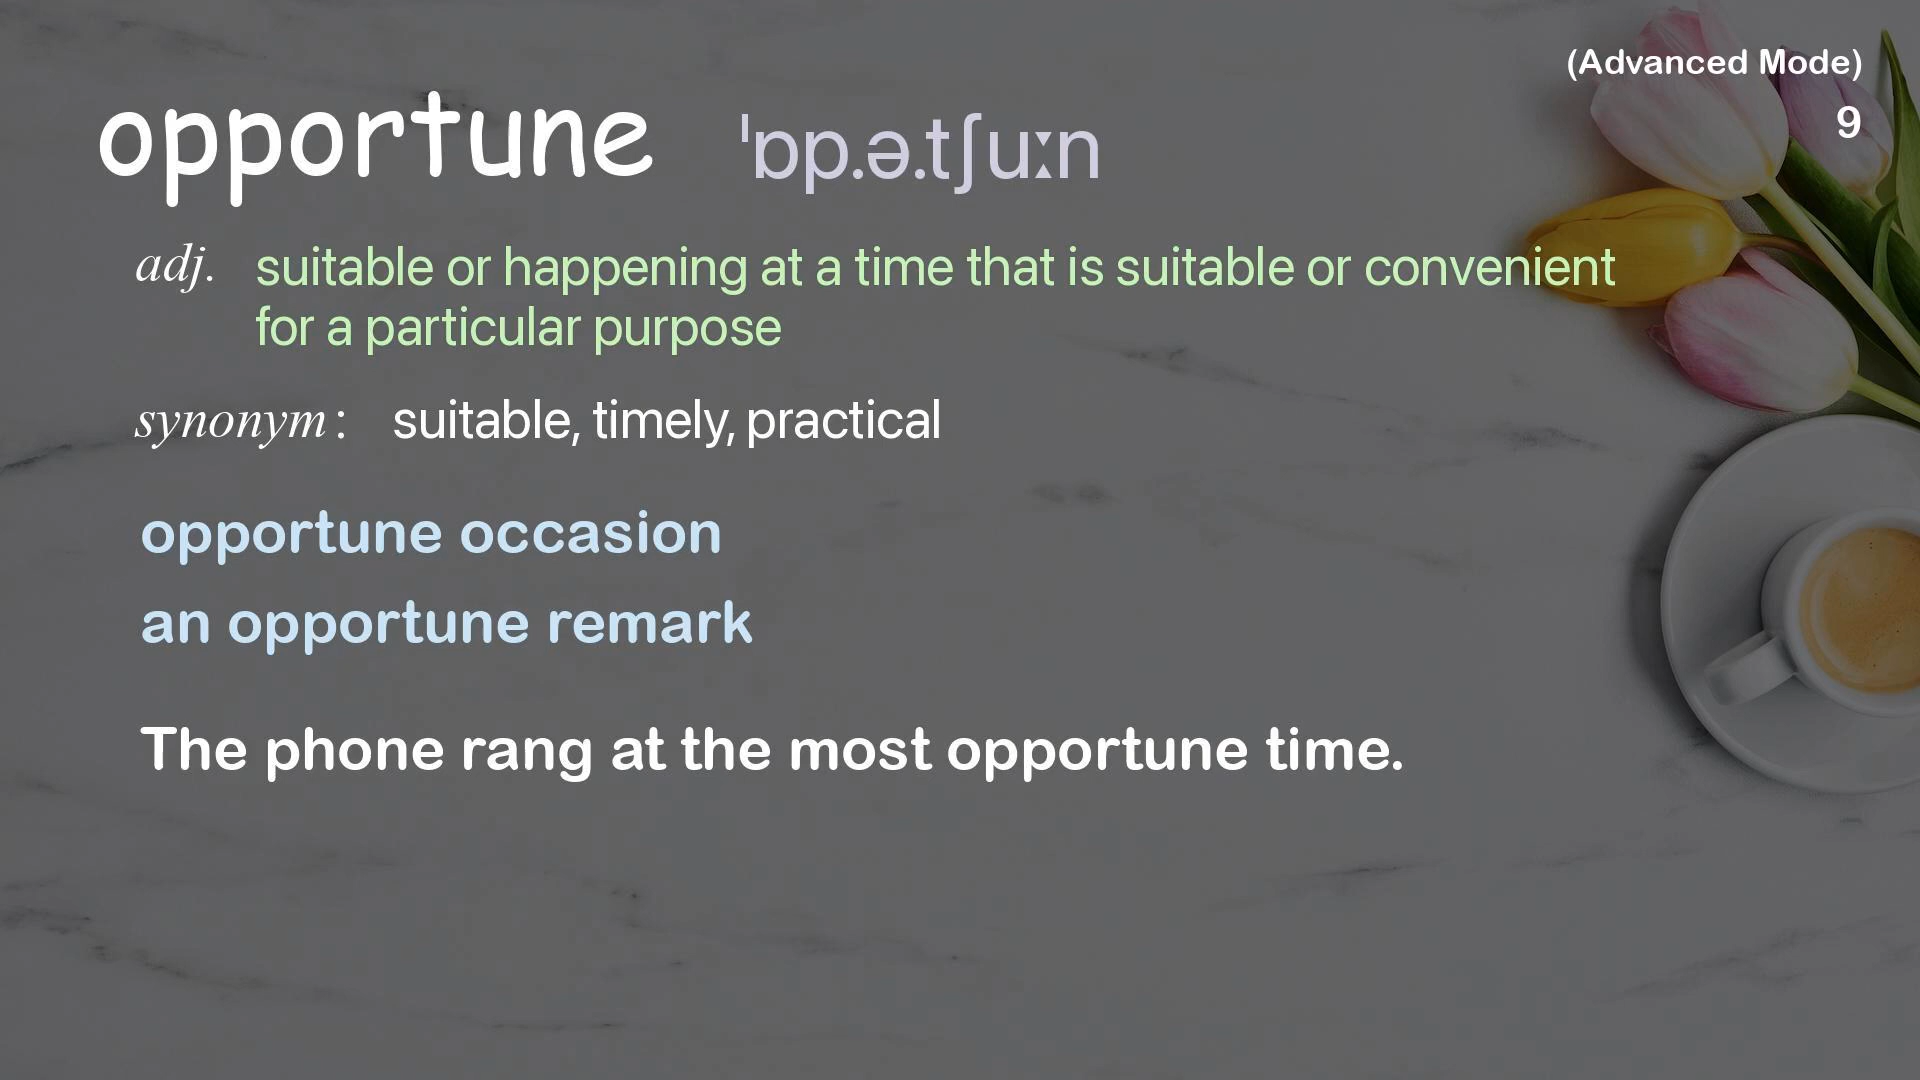 (Advanced Mode)
9
opportune ˈɒp.ə.tʃuːn
adj. suitable or happening at a time that is suitable or convenient
for a particular purpose
synonym : suitable, timely, practical
opportune occasion
an opportune remark
The phone rang at the most opportune time.